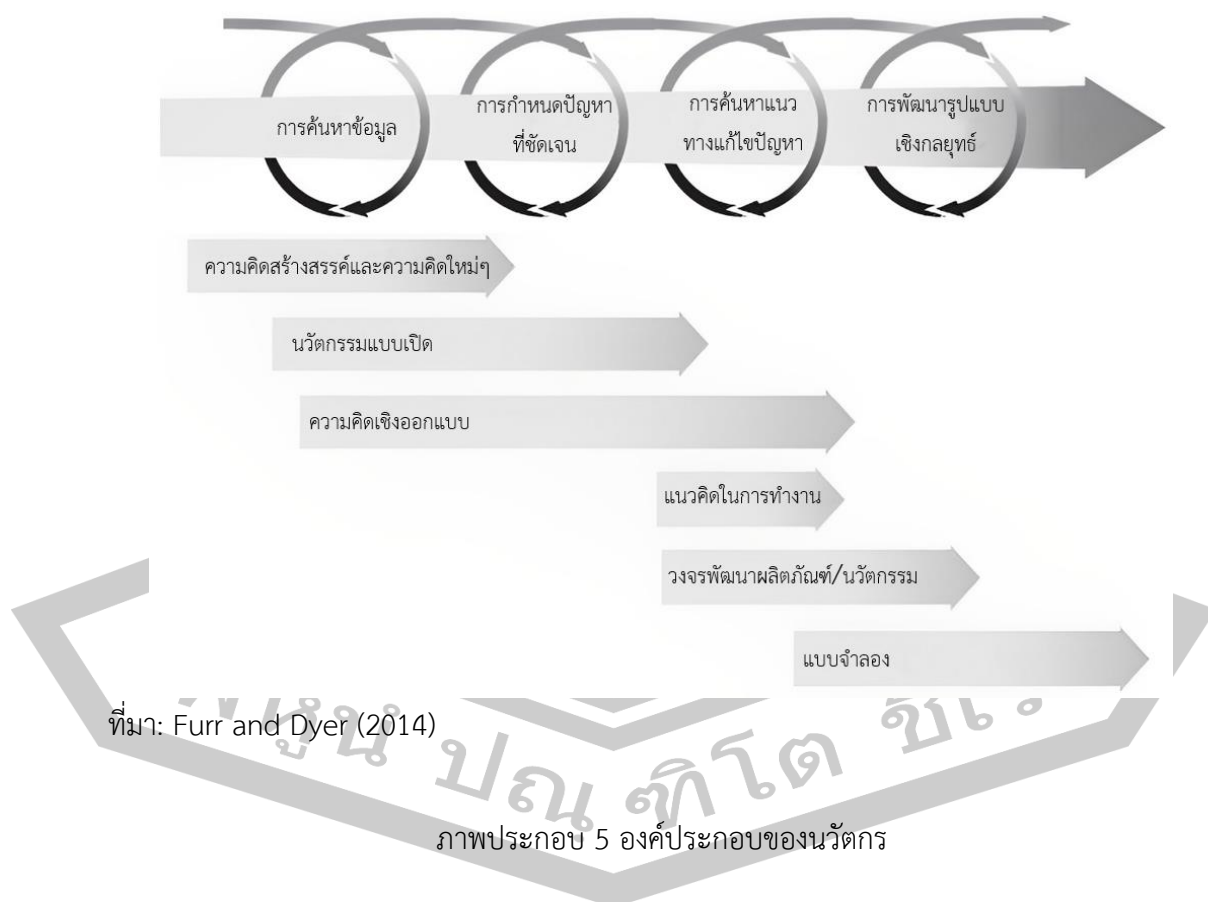 การค้นหาข้อมูล
การกำหนดปัญหา
ที่ชัดเจน
การค้นหาแนว
ทางแก้ไขปัญหา
การพัฒนารูปแบบ
เชิงกลยุทธ์
ความคิดสร้างสรรค์และความคิดใหม่ๆ
นวัตกรรมแบบเปิด
ความคิดเชิงออกแบบ
แนวคิดในการทำงาน
วงจรพัฒนาผลิตภัณฑ์/นวัตกรรม
แบบจำลอง
ที่มา: Furr and Dyer (2014)
ปณฺฑิโต
ภาพประกอบ 5 องค์ประกอบของนวัตกร